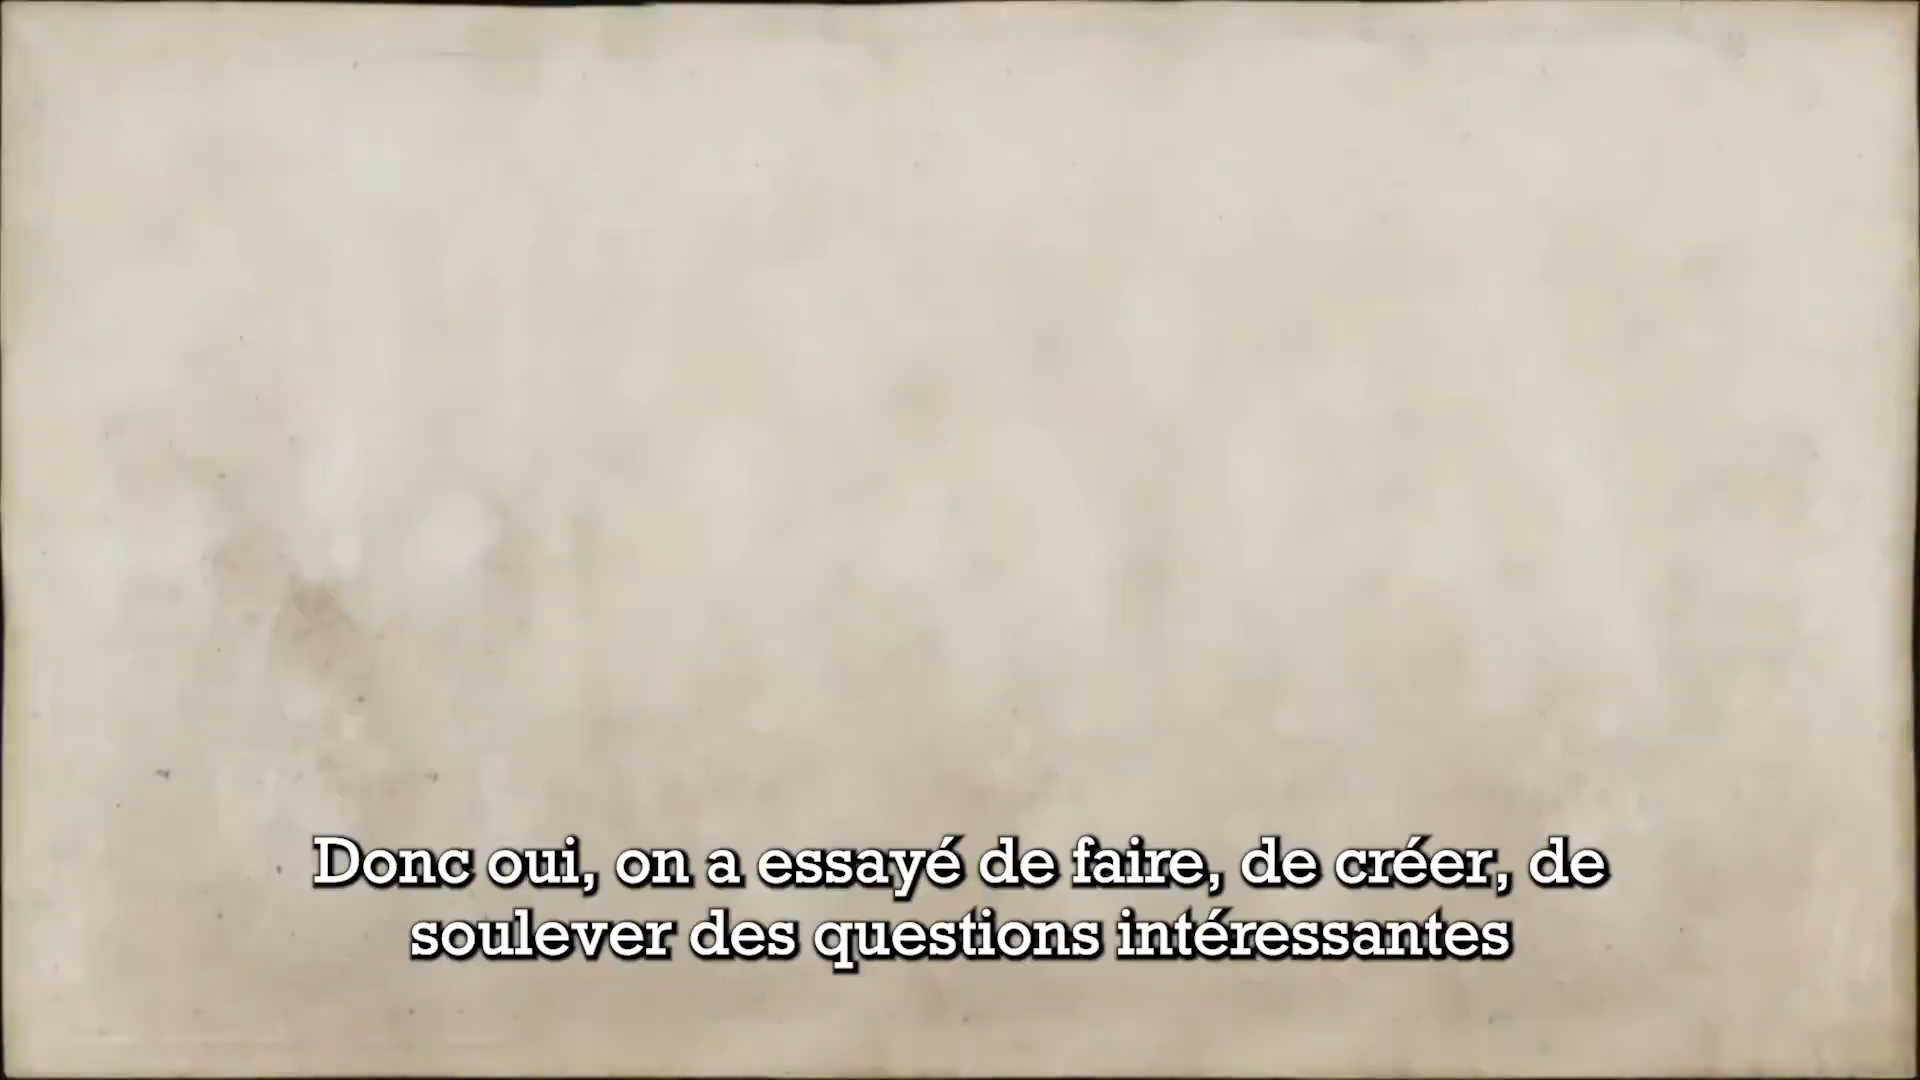 Donc oui, on a essayé de faire, de créer, de
soulever des questions intéressantes